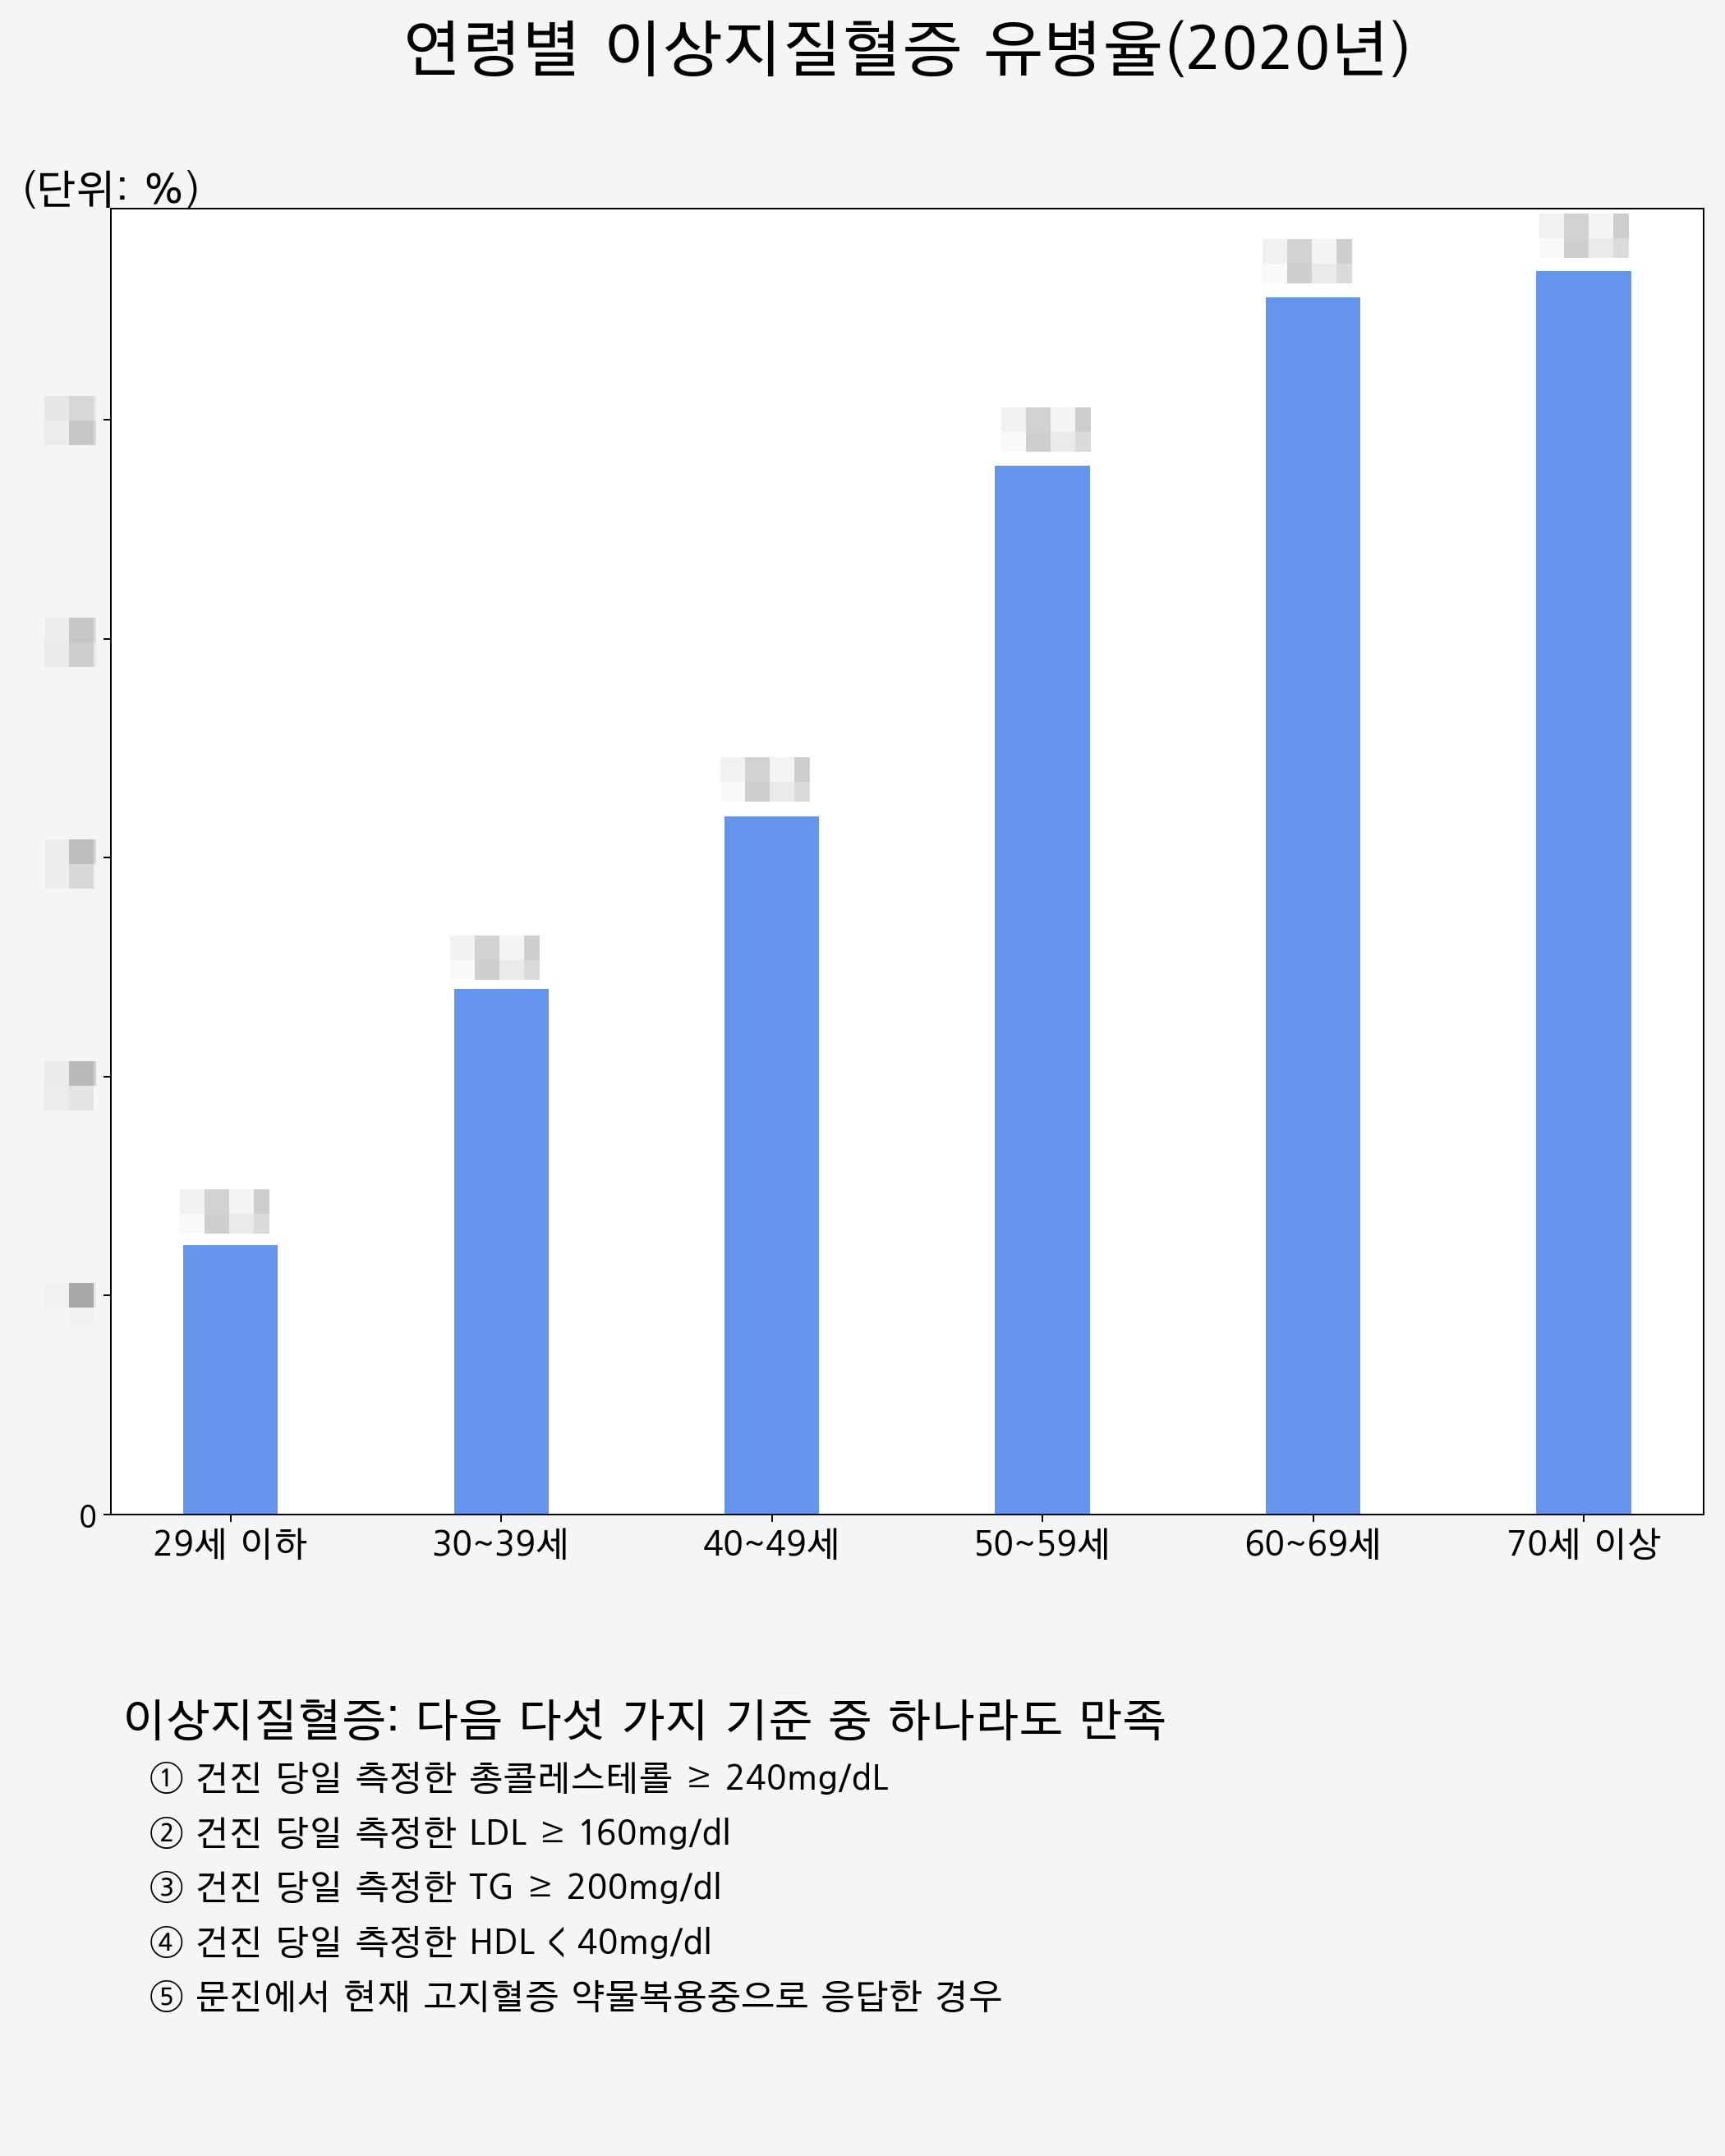 연령별 이상지질혈증 유병율(2020년)
(단위: %)
0
29세 이하 30~39세 40~49세 50~59세 60~69세 70세 이상
이상지질혈증: 다음 다섯 가지 기준 중 하나라도 만족
① 건진 당일 측정한 총콜레스테롤 ≥ 240mg/dL
② 건진 당일 측정한 LDL ≥ 160mg/dl
③ 건진 당일 측정한 TG ≥ 200mg/dl
④ 건진 당일 측정한 HDL < 40mg/dl
⑤ 문진에서 현재 고지혈증 약물복용중으로 응답한 경우